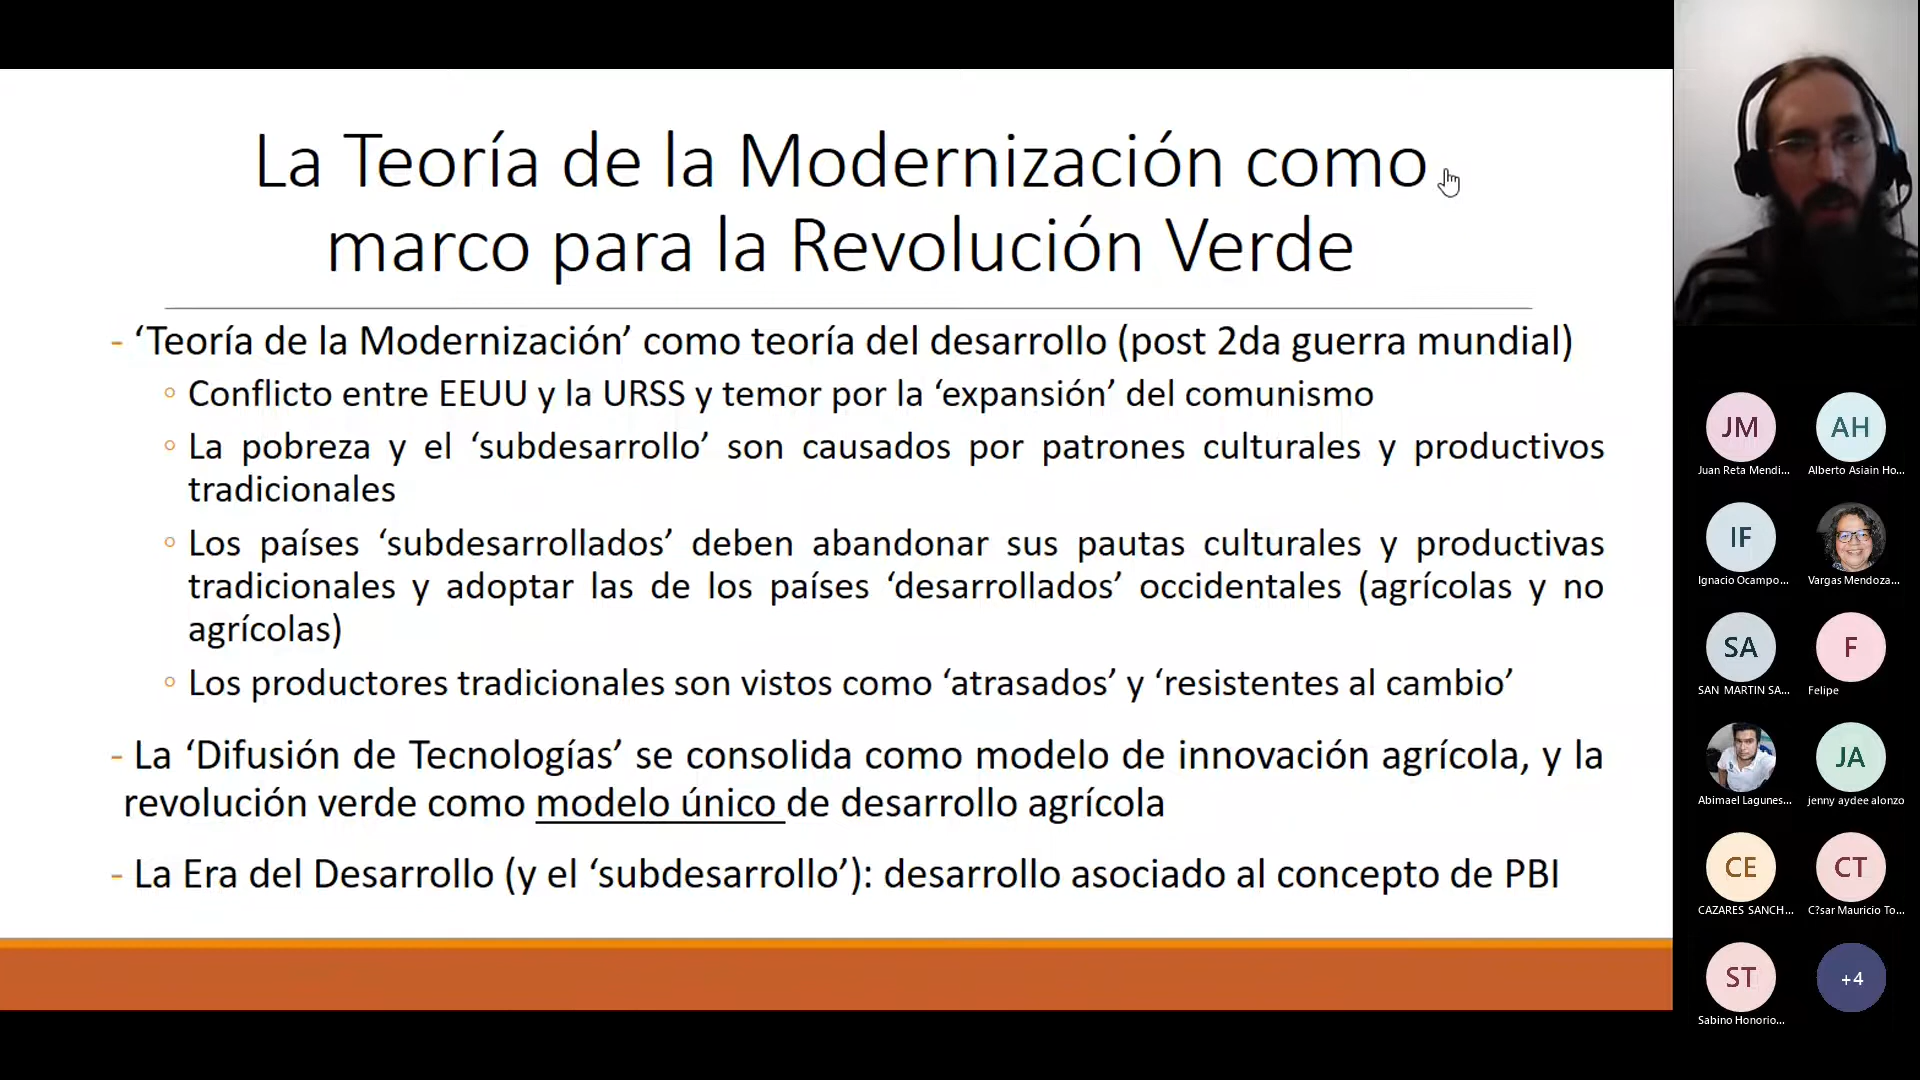 La Teoría de la Modernización como
marco para la Revolución Verde
- ‘Teoría de la Modernización’ como teoría del desarrollo (post 2da guerra mundial)
◦ Conflicto entre EEUU y la URSS y temor por la ‘expansión’ del comunismo
◦ La pobreza y el ‘subdesarrollo’ son causados por patrones culturales y productivos
tradicionales
◦ Los países ‘subdesarrollados’ deben abandonar sus pautas culturales y productivas
tradicionales y adoptar las de los países ‘desarrollados’ occidentales (agrícolas y no
agrícolas)
◦ Los productores tradicionales son vistos como ‘atrasados’ y ‘resistentes al cambio’
- La ‘Difusión de Tecnologías’ se consolida como modelo de innovación agrícola, y la
revolución verde como modelo único de desarrollo agrícola
- La Era del Desarrollo (y el ‘subdesarrollo’): desarrollo asociado al concepto de PBI
JM
Juan Reta Mendi...
AH
Alberto Asiain Ho...
IF
Ignacio Ocampo...
Vargas Mendoza...
SA
SAN MARTIN SA...
F
Felipe
Abimael Lagunes...
JA
jenny aydee alonzo
CE
CAZARES SANCH...
CT
C?sar Mauricio To...
ST
Sabino Honorio...
+4